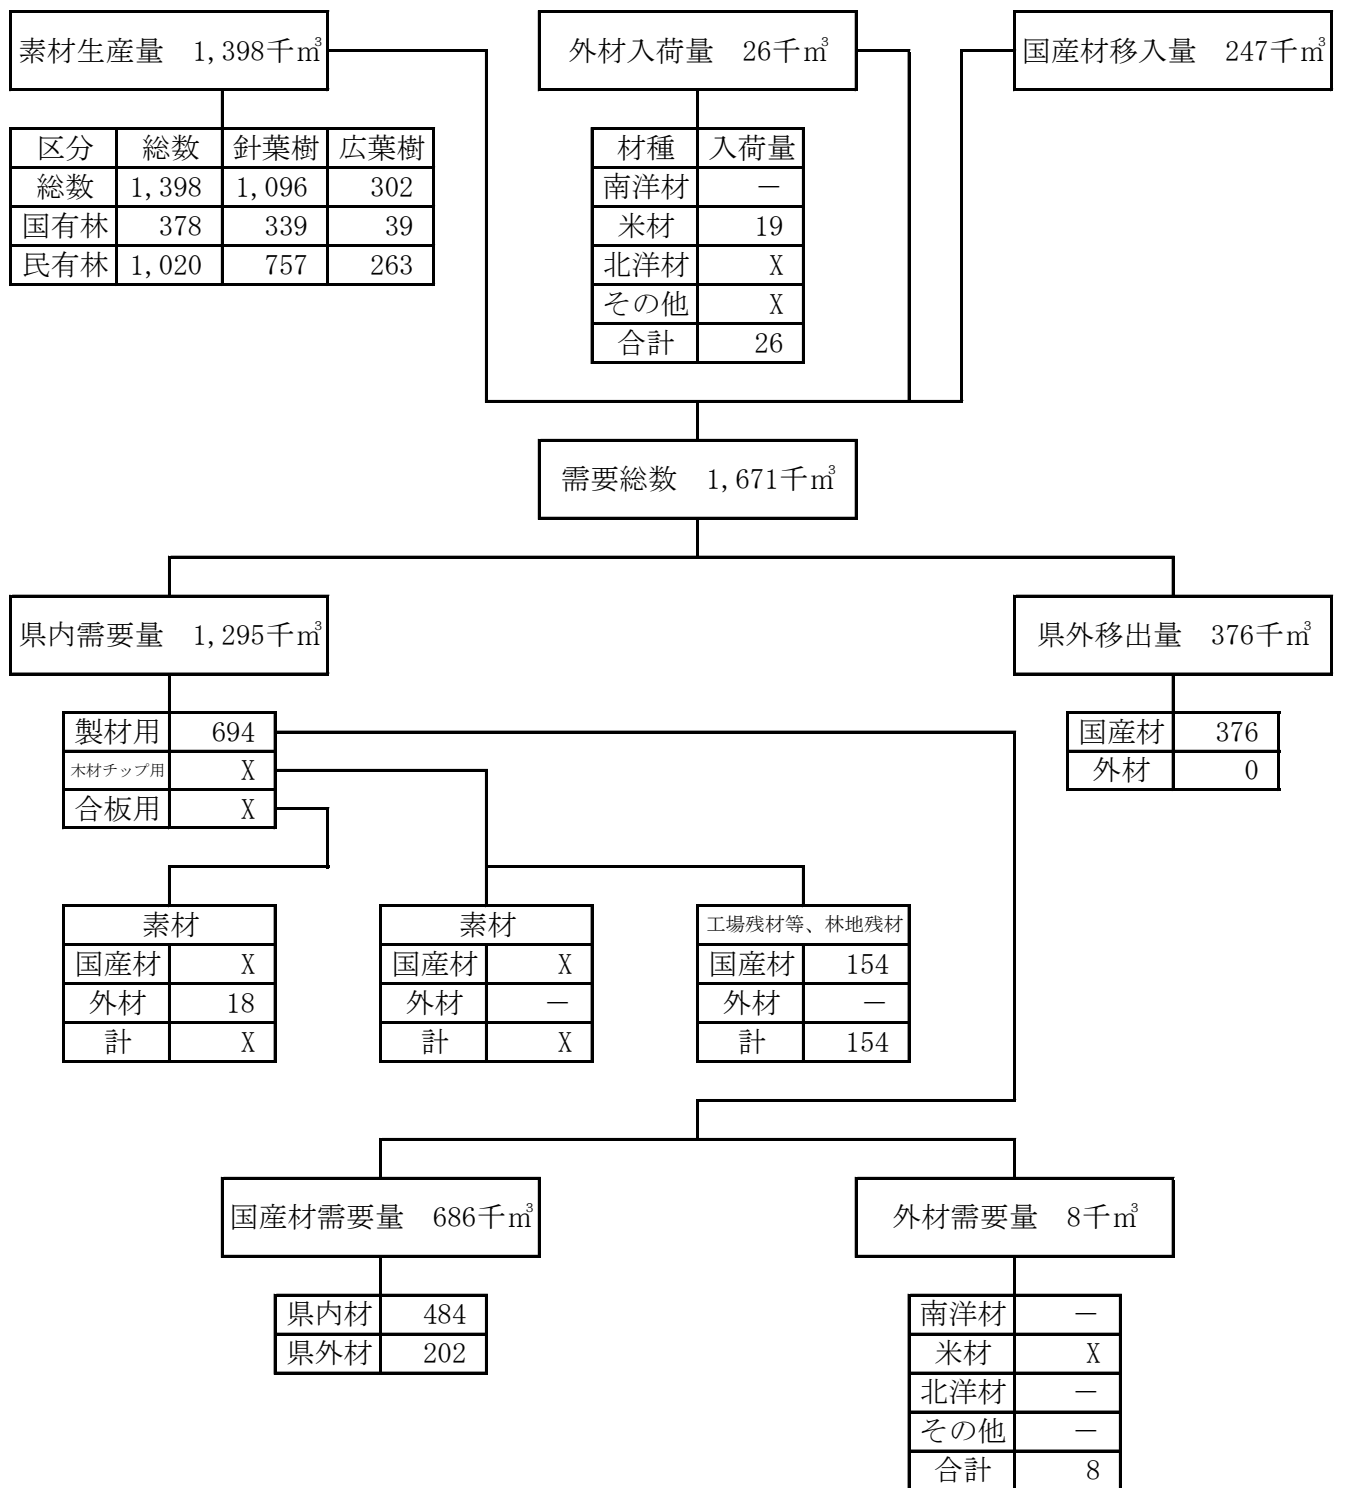 素材生産量　1,398千㎥
外材入荷量　26千㎥
国産材移入量　247千㎥
区分 総数 針葉樹 広葉樹
総数 1,398 1,096 302
国有林 378 339 39
民有林 1,020 757 263
材種 入荷量
南洋材 －
米材 19
北洋材 X
その他 X
合計 26
需要総数　1,671千㎥
県内需要量　1,295千㎥
県外移出量　376千㎥
製材用 694
木材チップ用 X
合板用 X
国産材 376
外材 0
素材
国産材 X
外材 18
計 X
素材
国産材 X
外材 －
計 X
工場残材等、林地残材
国産材 154
外材 －
計 154
国産材需要量　686千㎥
外材需要量　8千㎥
県内材 484
県外材 202
南洋材 －
米材 X
北洋材 －
その他 －
合計 8